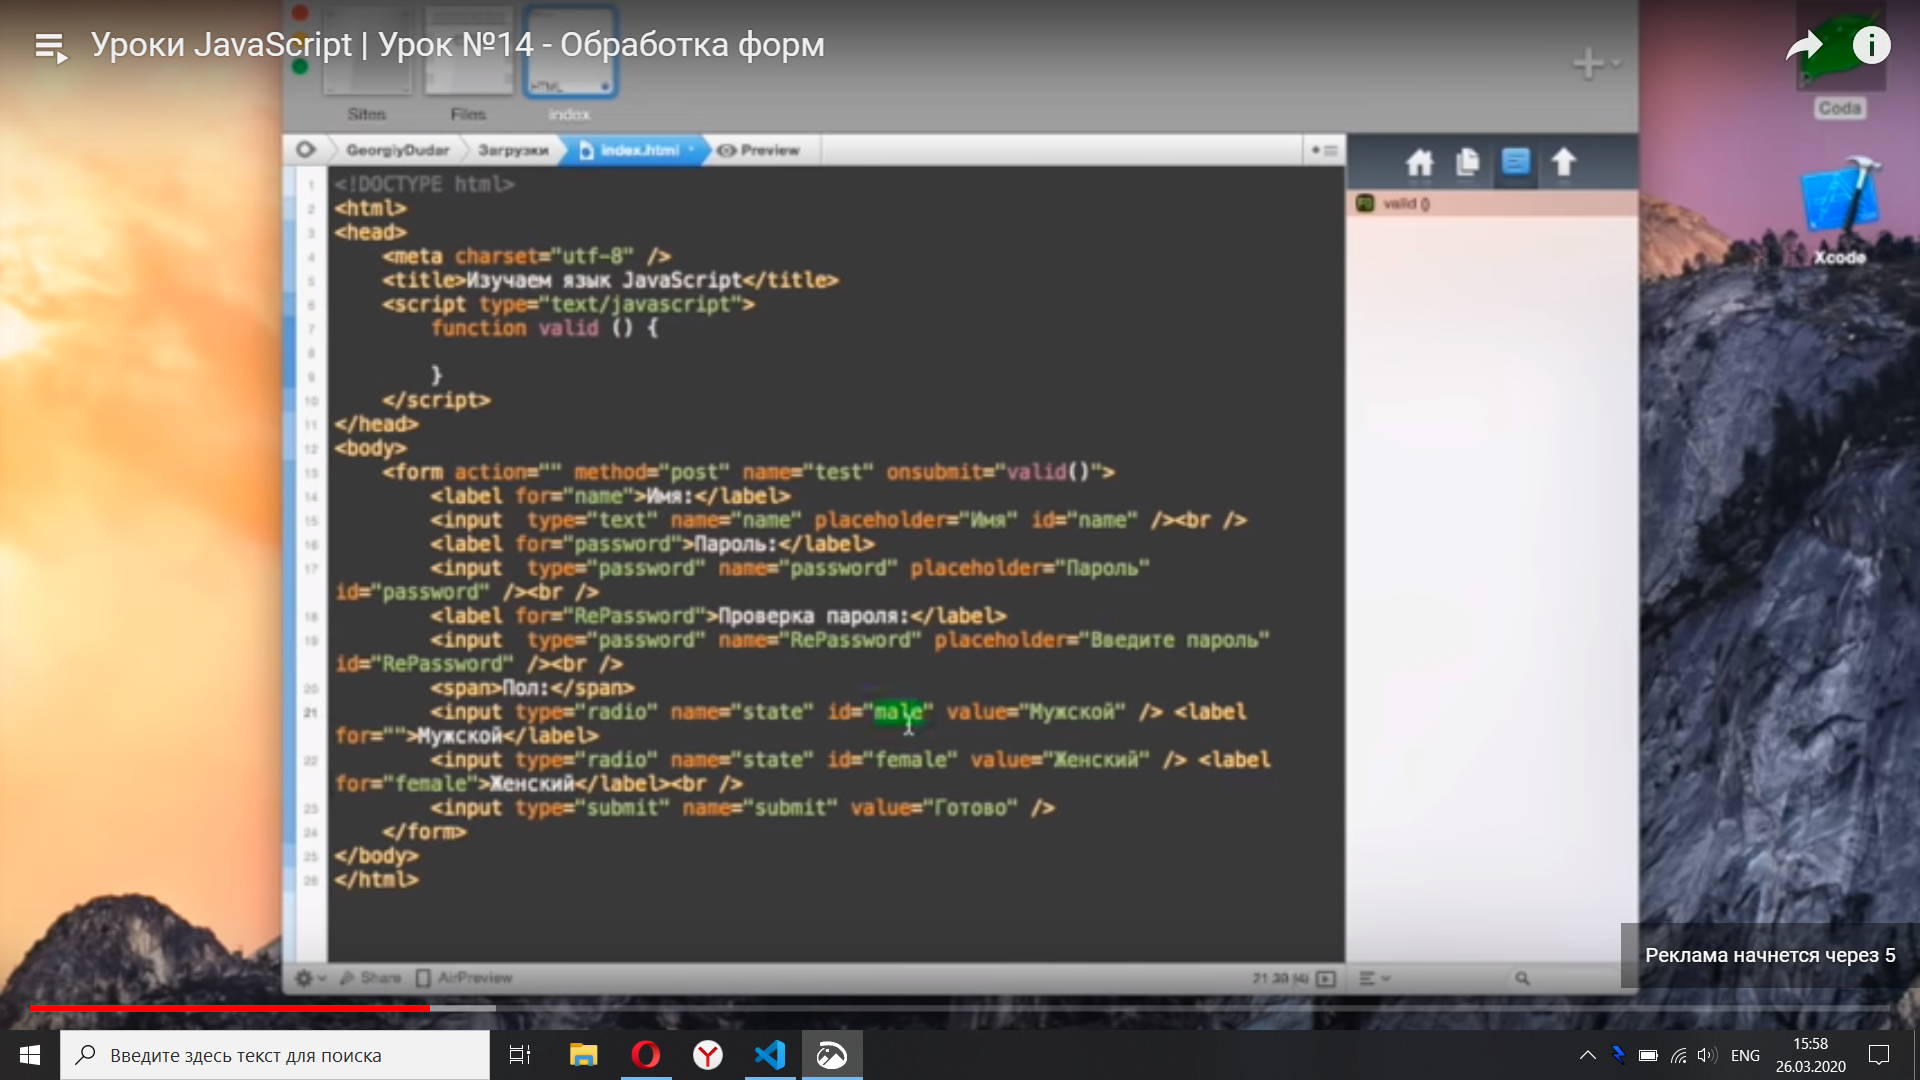 Уроки JavaScript | Урок №14 - Обработка форм
Sites
Files
index
Coda
GeorgiyDudar
Загрузки
index.html
Preview
valid ()
Xcode
1 <!DOCTYPE html>
2 <html>
3 <head>
4 <meta charset="utf-8" />
5 <title>Изучаем язык JavaScript</title>
6 <script type="text/javascript">
7 function valid () {
8
9 }
10 </script>
11 </head>
12 <body>
13 <form action="" method="post" name="test" onsubmit="valid()">
14 <label for="name">Имя:</label>
15 <input  type="text" name="name" placeholder="Имя" id="name" /><br />
16 <label for="password">Пароль:</label>
17 <input  type="password" name="password" placeholder="Пароль"
id="password" /><br />
18 <label for="RePassword">Проверка пароля:</label>
19 <input  type="password" name="RePassword" placeholder="Введите пароль"
id="RePassword" /><br />
20 <span>Пол:</span>
21 <input type="radio" name="state" id="male" value="Мужской" /> <label
for="">Мужской</label>
22 <input type="radio" name="state" id="female" value="Женский" /> <label
for="female">Женский</label><br />
23 <input type="submit" name="submit" value="Готово" />
24 </form>
25 </body>
26 </html>
Share
AirPreview
Реклама начнется через 5
Введите здесь текст для поиска
ENG
15:58
26.03.2020